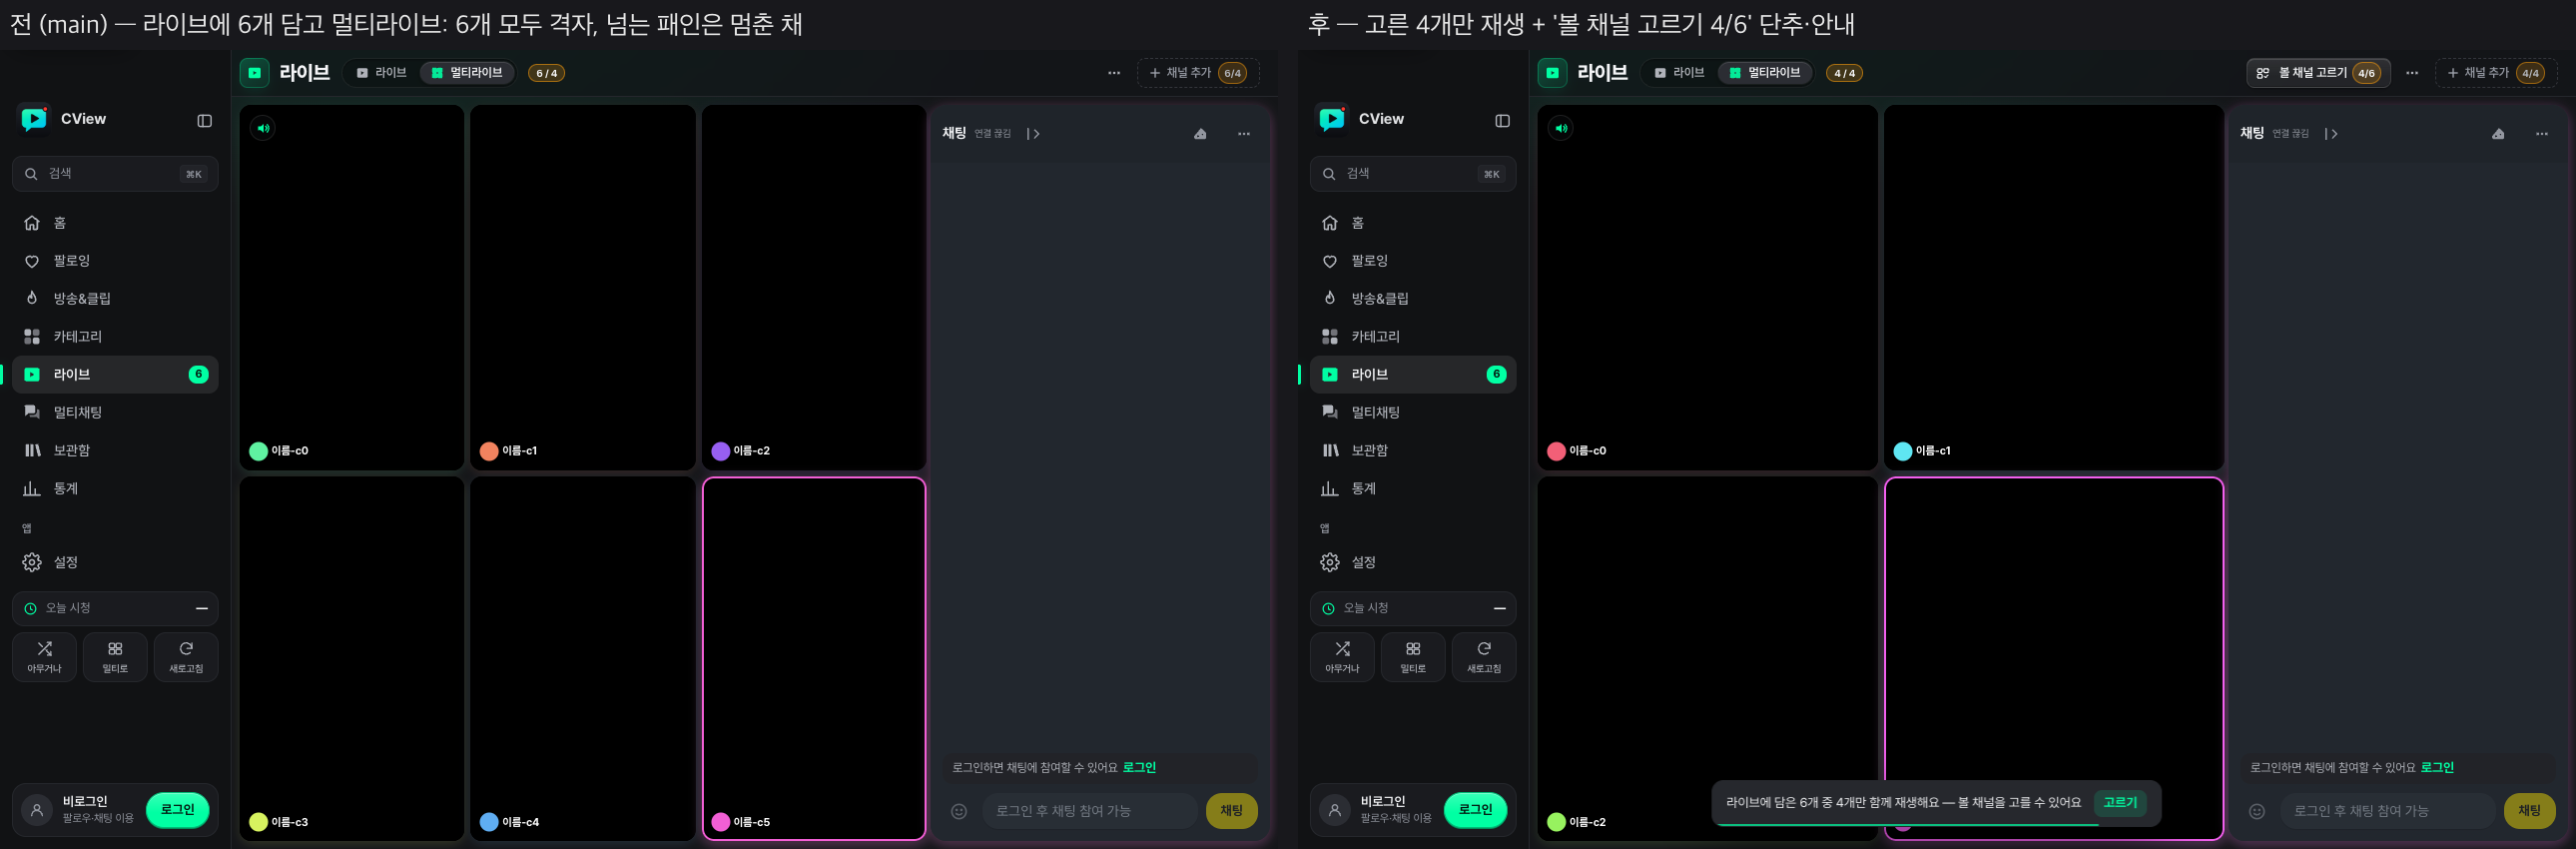 전 (main) — 라이브에 6개 담고 멀티라이브: 6개 모두 격자, 넘는 패인은 멈춘 채
라이브
라이브
멀티라이브
6 / 4
채널 추가
6/4
CView
검색
⌘K
홈
팔로잉
방송&클립
카테고리
라이브
6
멀티채팅
보관함
통계
앱
설정
오늘 시청
아무거나
멀티로
새로고침
비로그인
팔로우·채팅 이용
로그인
이름-c0
이름-c1
이름-c2
이름-c3
이름-c4
이름-c5
채팅
연결 끊김
로그인하면 채팅에 참여할 수 있어요 로그인
로그인 후 채팅 참여 가능
채팅
후 — 고른 4개만 재생 + '볼 채널 고르기 4/6' 단추·안내
라이브
라이브
멀티라이브
4 / 4
볼 채널 고르기
4/6
채널 추가
4/4
CView
검색
⌘K
홈
팔로잉
방송&클립
카테고리
라이브
6
멀티채팅
보관함
통계
앱
설정
오늘 시청
아무거나
멀티로
새로고침
비로그인
팔로우·채팅 이용
로그인
이름-c0
이름-c1
이름-c2
라이브에 담은 6개 중 4개만 함께 재생해요 — 볼 채널을 고를 수 있어요
고르기
채팅
연결 끊김
로그인하면 채팅에 참여할 수 있어요 로그인
로그인 후 채팅 참여 가능
채팅